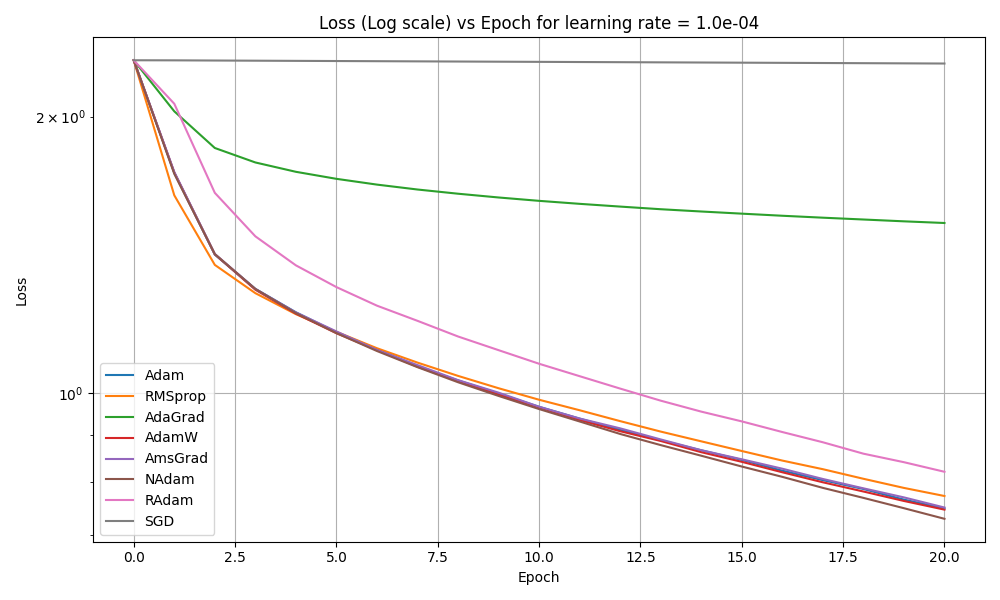 Loss (Log scale) vs Epoch for learning rate = 1.0e-04
Loss
2 × 10⁰
10⁰
Adam
RMSprop
AdaGrad
AdamW
AmsGrad
NAdam
RAdam
SGD
0.0 2.5 5.0 7.5 10.0 12.5 15.0 17.5 20.0
Epoch